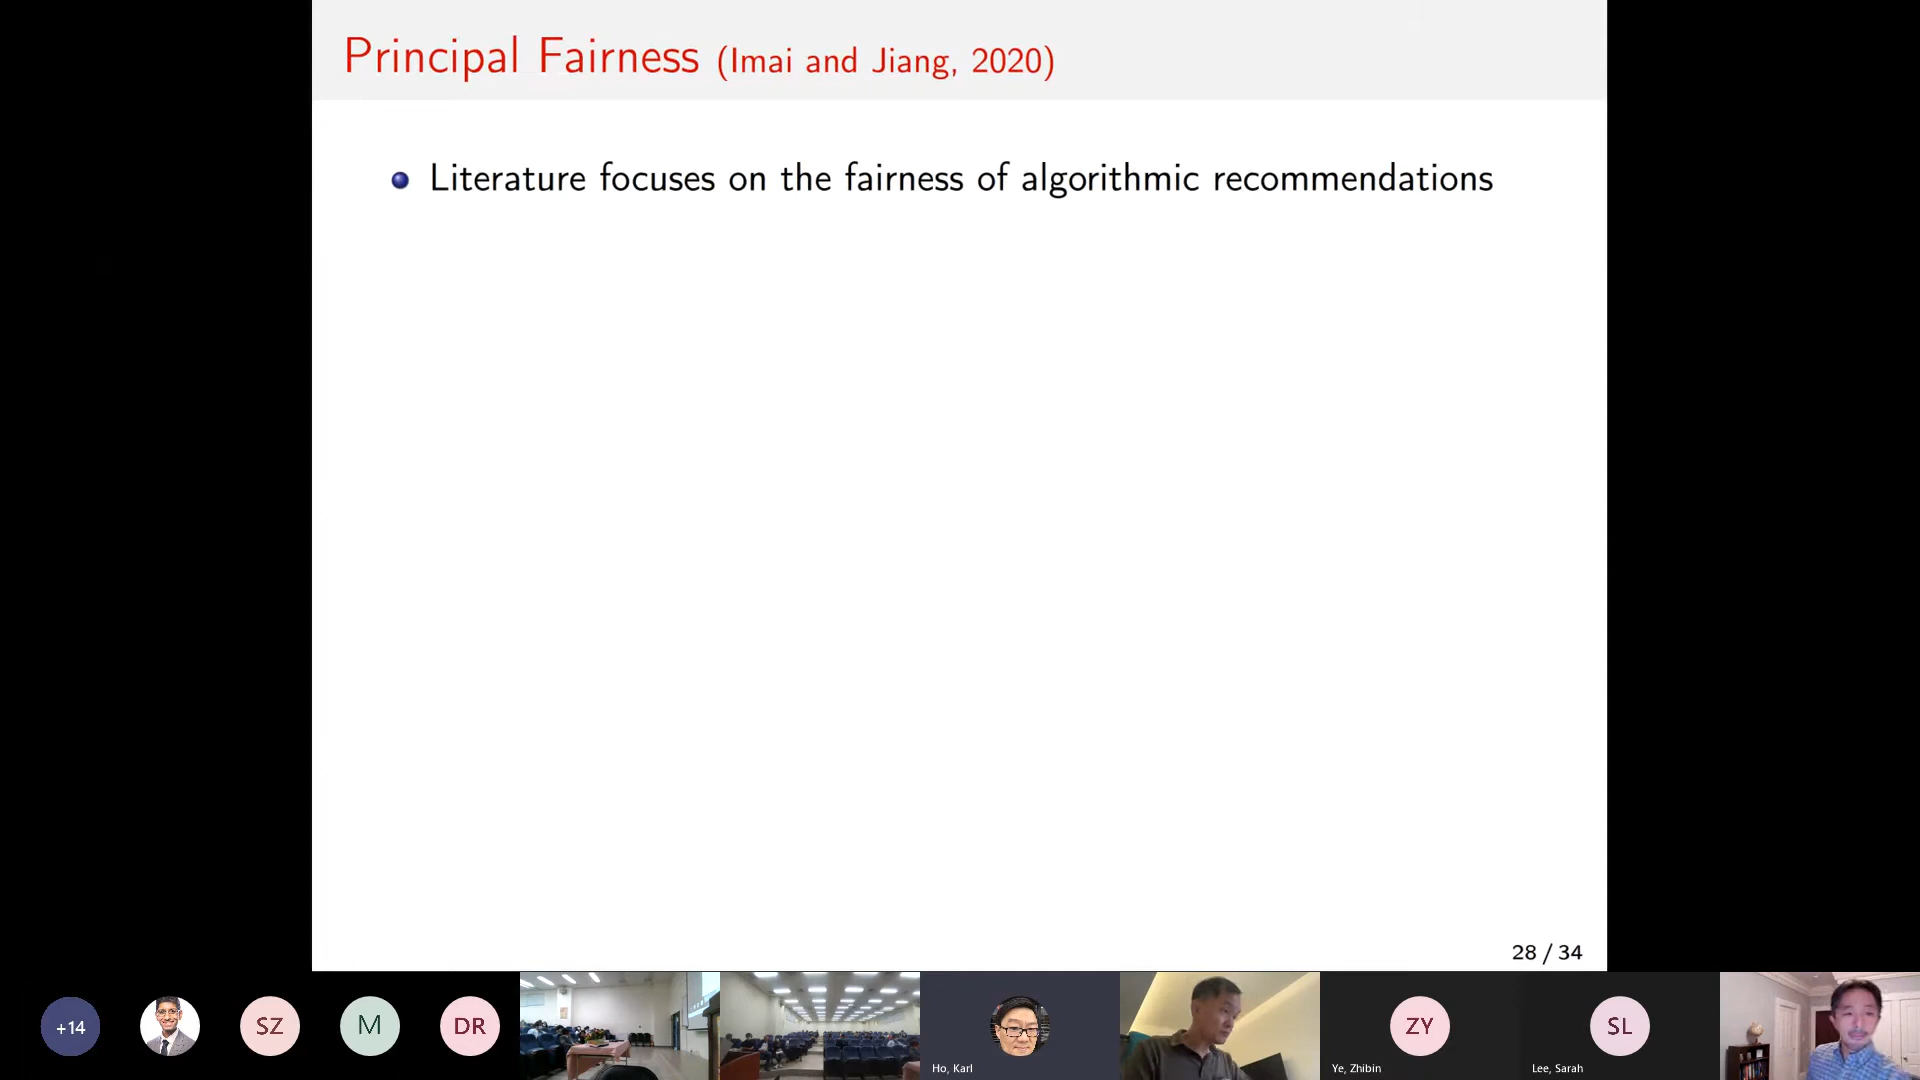 Principal Fairness (Imai and Jiang, 2020)
Literature focuses on the fairness of algorithmic recommendations
28 / 34
+14
SZ
M
DR
Ho, Karl
ZY
Ye, Zhibin
SL
Lee, Sarah